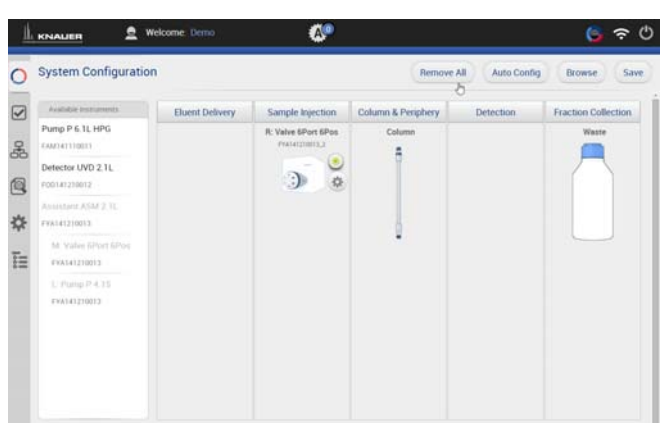 KNAUER
Welcome: Demo
A
System Configuration
Remove All
Auto Config
Browse
Save
Available instruments
Pump P 6.1L HPG
FAM141110011
Detector UVD 2.1L
FOD141210012
Assistant ASM 2.1L
FYA141210013
M: Valve 6Port 6Pos
FYA141210013
L: Pump P 4.1S
FYA141210013
Eluent Delivery
Sample Injection
Column & Periphery
Detection
Fraction Collection
R: Valve 6Port 6Pos
FYA141210013_3
Column
Waste